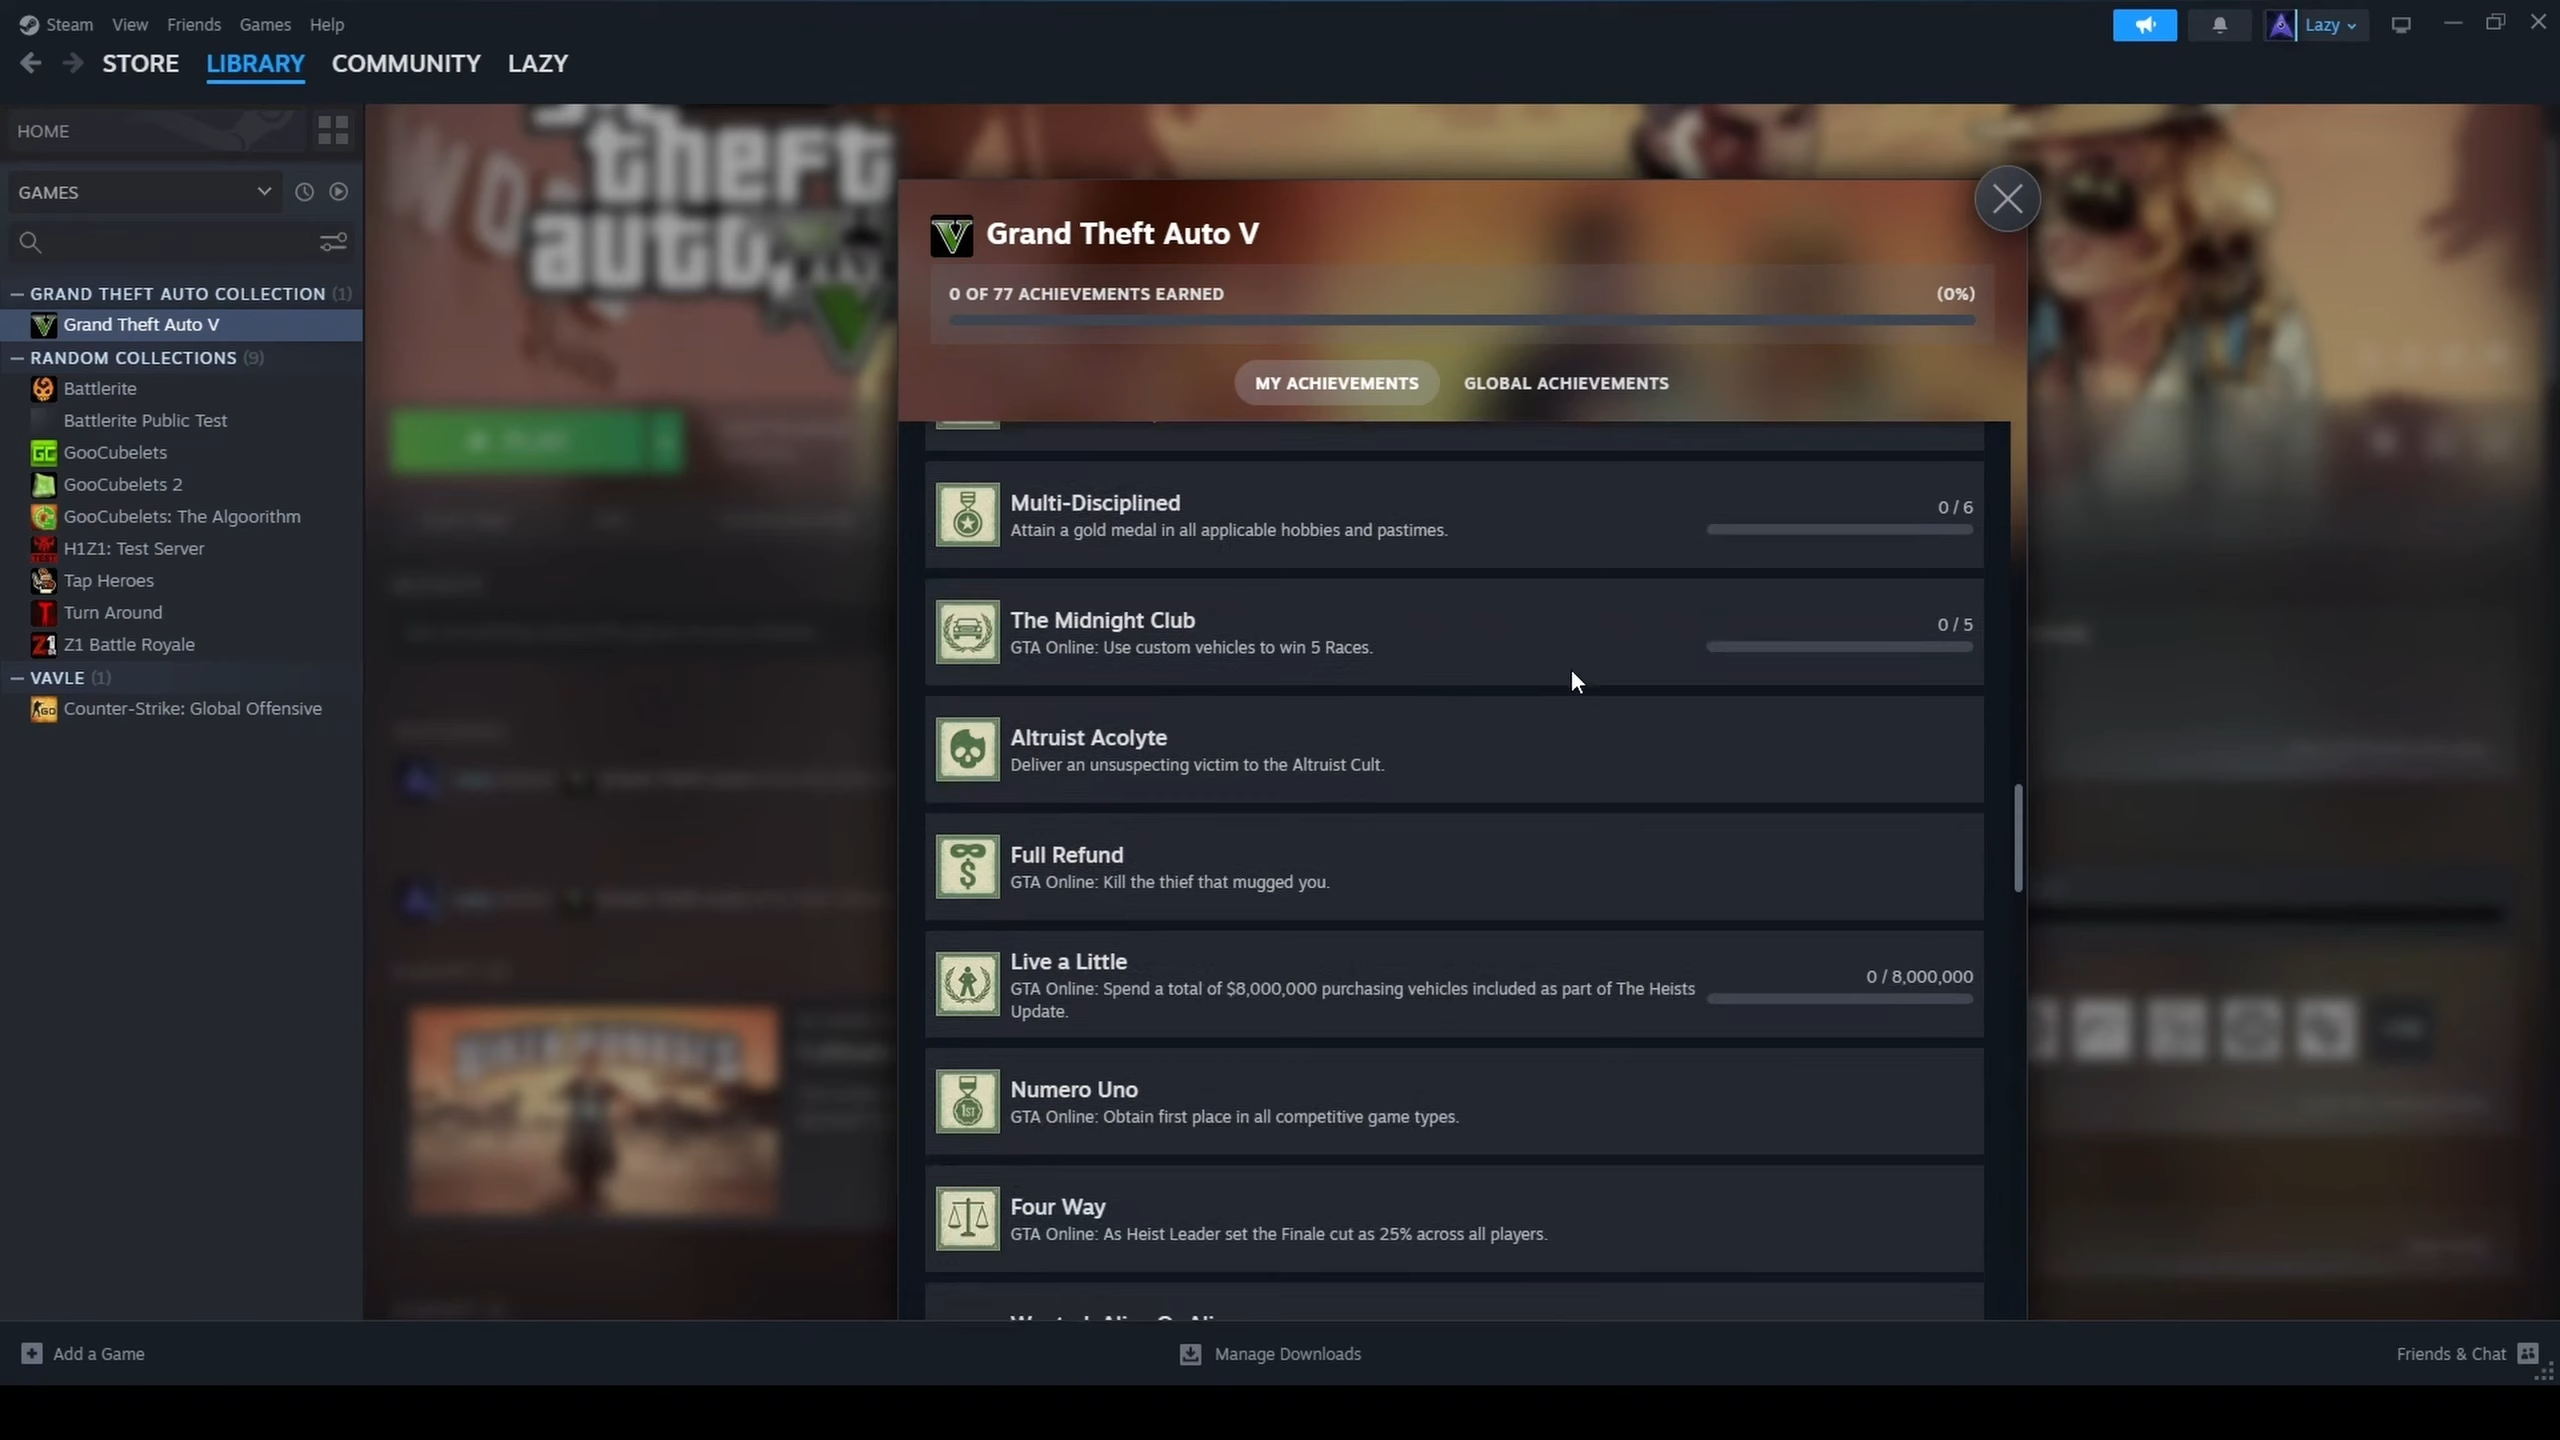 Steam View Friends Games Help
Lazy
STORE LIBRARY COMMUNITY LAZY
HOME
GAMES
GRAND THEFT AUTO COLLECTION (1)
Grand Theft Auto V
RANDOM COLLECTIONS (9)
Battlerite
Battlerite Public Test
GooCubelets
GooCubelets 2
GooCubelets: The Algoorithm
H1Z1: Test Server
Tap Heroes
Turn Around
Z1 Battle Royale
VAVLE (1)
Counter-Strike: Global Offensive
theft
auto
Grand Theft Auto V
0 OF 77 ACHIEVEMENTS EARNED (0%)
MY ACHIEVEMENTS GLOBAL ACHIEVEMENTS
Multi-Disciplined
Attain a gold medal in all applicable hobbies and pastimes.
0 / 6
The Midnight Club
GTA Online: Use custom vehicles to win 5 Races.
0 / 5
Altruist Acolyte
Deliver an unsuspecting victim to the Altruist Cult.
Full Refund
GTA Online: Kill the thief that mugged you.
Live a Little
GTA Online: Spend a total of $8,000,000 purchasing vehicles included as part of The Heists
Update.
0 / 8,000,000
Numero Uno
GTA Online: Obtain first place in all competitive game types.
Four Way
GTA Online: As Heist Leader set the Finale cut as 25% across all players.
Add a Game
Manage Downloads
Friends & Chat